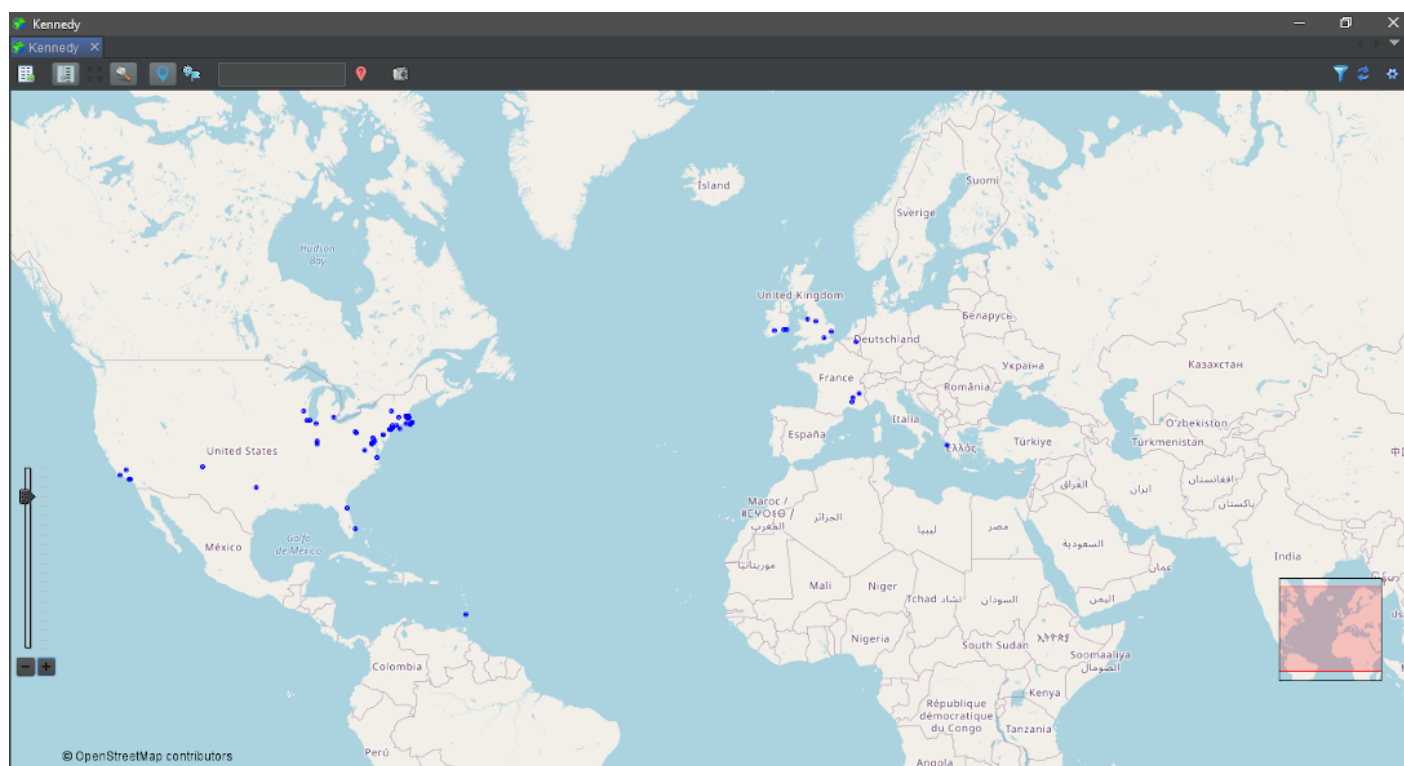 Kennedy
Kennedy
Ísland
Suomi
Sverige
Hudson
Bay
United Kingdom
Беларусь
Deutschland
Україна
Казахстан
France
România
Italia
O'zbekiston
España
Ελλάς
Türkiye
Türkmenistan
United States
افغانستان
العراق
ایران
پاکستان
Maroc /
ⵍⵎⵖⵔⵉⴱ /
المغرب
الجزائر
ليبيا
مصر
السعودية
Golfo
de México
México
India
عمان
موريتانيا
Mali
Niger
Tchad تشاد
السودان
اليمن
Nigeria
South Sudan
Soomaaliya
الصومال
Colombia
Kenya
République
démocratique
du Congo
Tanzania
Perú
Angola
© OpenStreetMap contributors